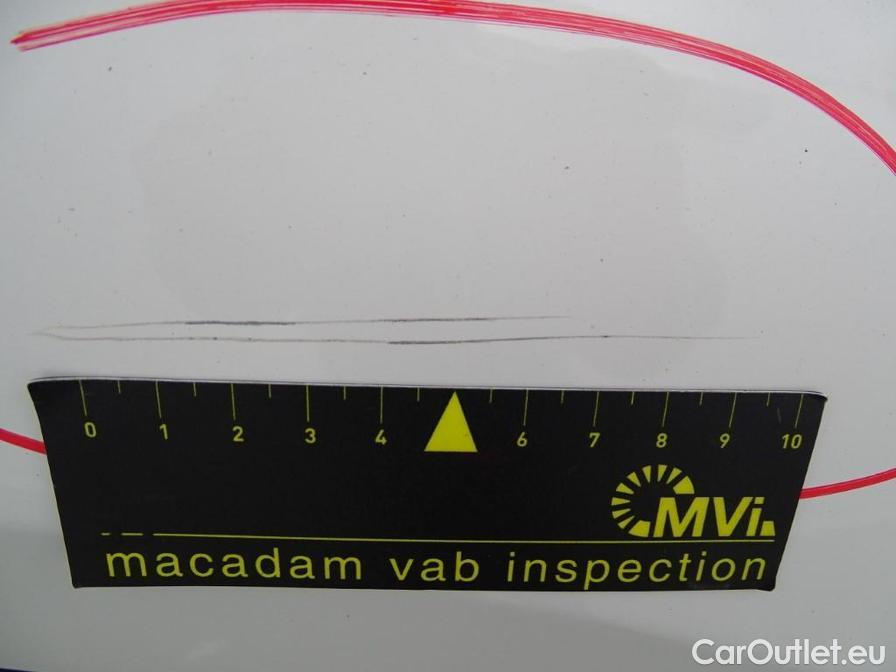 0 1 2 3 4 6 7 8 9 10
MVi
macadam vab inspection
CarOutlet.eu